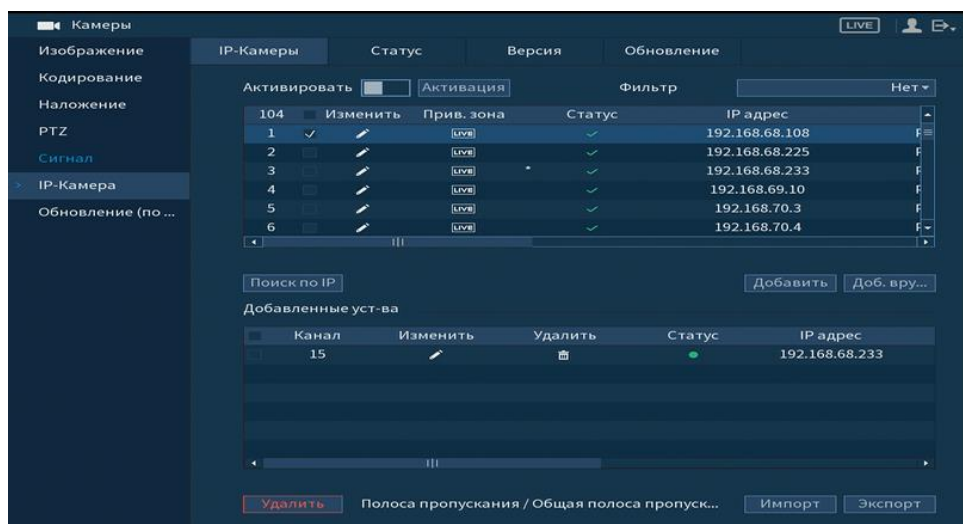 Камеры LIVE
Изображение
Кодирование
Наложение
PTZ
Сигнал
IP-Камера
Обновление (по ...
IP-Камеры Статус Версия Обновление
Активировать Активация Фильтр Нет
104 Изменить Прив. зона Статус IP адрес
1 LIVE 192.168.68.108
2 LIVE 192.168.68.225
3 LIVE 192.168.68.233
4 LIVE 192.168.69.10
5 LIVE 192.168.70.3
6 LIVE 192.168.70.4
Поиск по IP Добавить Доб. вру...
Добавленные уст-ва
Канал Изменить Удалить Статус IP адрес
15 192.168.68.233
Удалить Полоса пропускания / Общая полоса пропуск... Импорт Экспорт